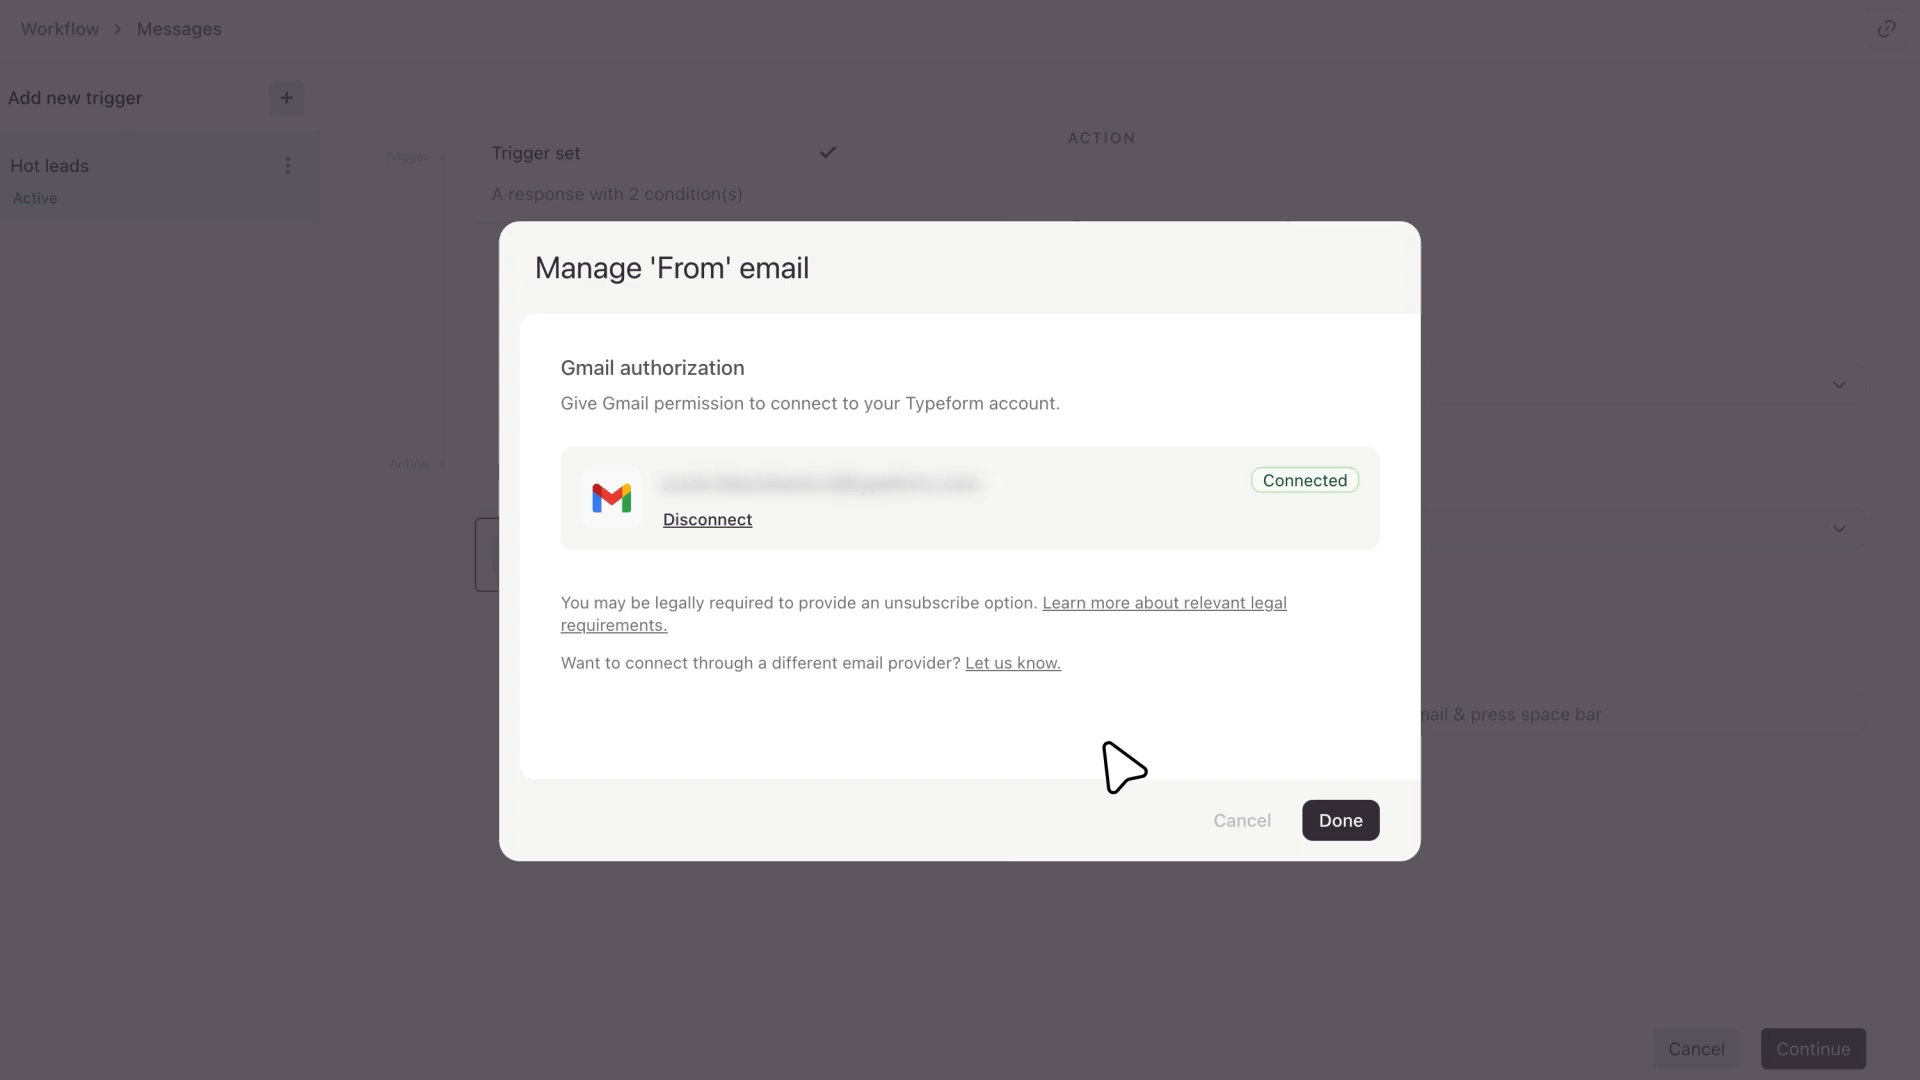 Workflow > Messages
Add new trigger
+
Hot leads
Active
Trigger
Trigger set
A response with 2 condition(s)
Action
ACTION
Manage 'From' email
Gmail authorization
Give Gmail permission to connect to your Typeform account.
Connected
Disconnect
You may be legally required to provide an unsubscribe option. Learn more about relevant legal
requirements.
Want to connect through a different email provider? Let us know.
& press space bar
Cancel
Done
Cancel
Continue